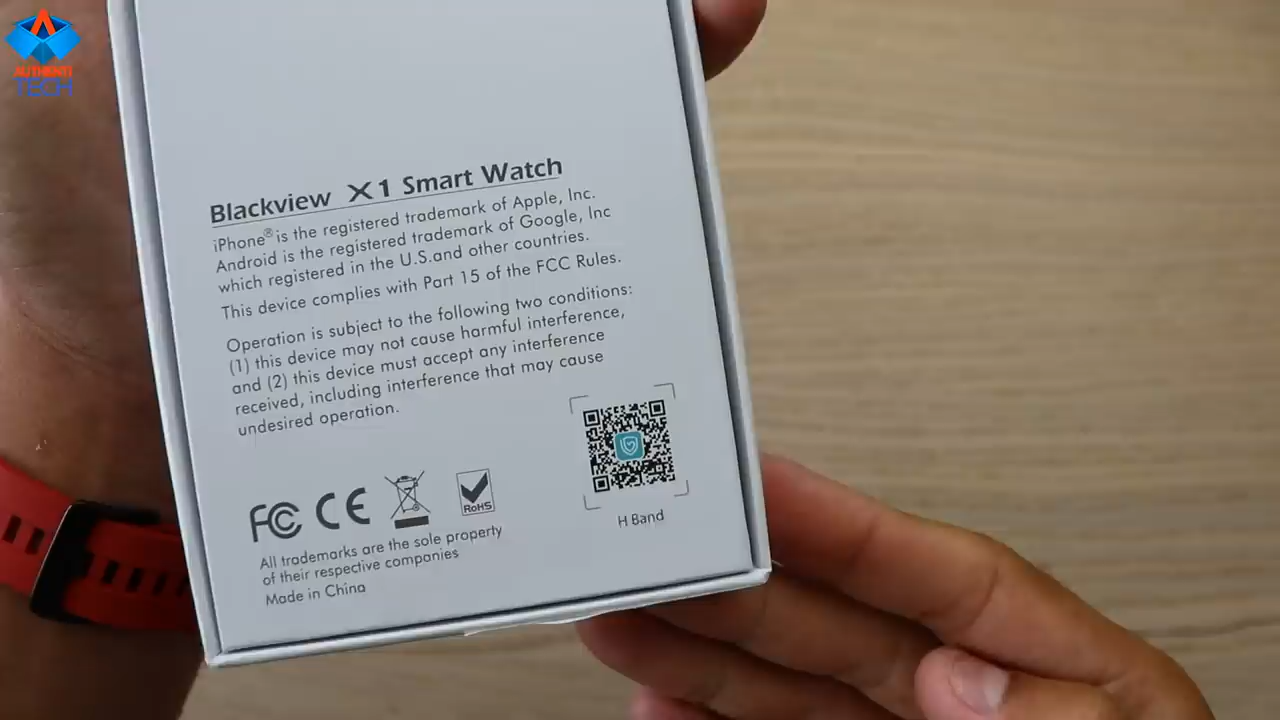 AUTHENTI
TECH
Blackview X1 Smart Watch
iPhone® is the registered trademark of Apple, Inc.
Android is the registered trademark of Google, Inc
which registered in the U.S.and other countries.
This device complies with Part 15 of the FCC Rules.
Operation is subject to the following two conditions:
(1) this device may not cause harmful interference,
and (2) this device must accept any interference
received, including interference that may cause
undesired operation.
FC CE RoHS
H Band
All trademarks are the sole property
of their respective companies
Made in China